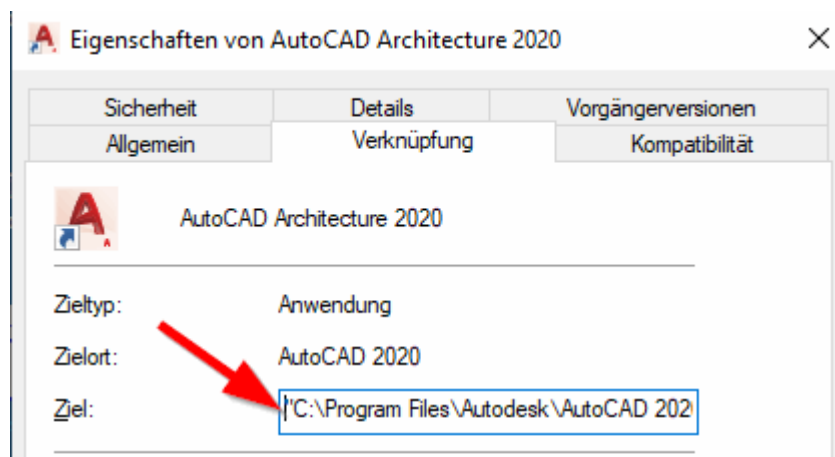 Eigenschaften von AutoCAD Architecture 2020
Sicherheit Details Vorgängerversionen
Allgemein Verknüpfung Kompatibilität
AutoCAD Architecture 2020
Zieltyp: Anwendung
Zielort: AutoCAD 2020
Ziel: "C:\Program Files\Autodesk\AutoCAD 202